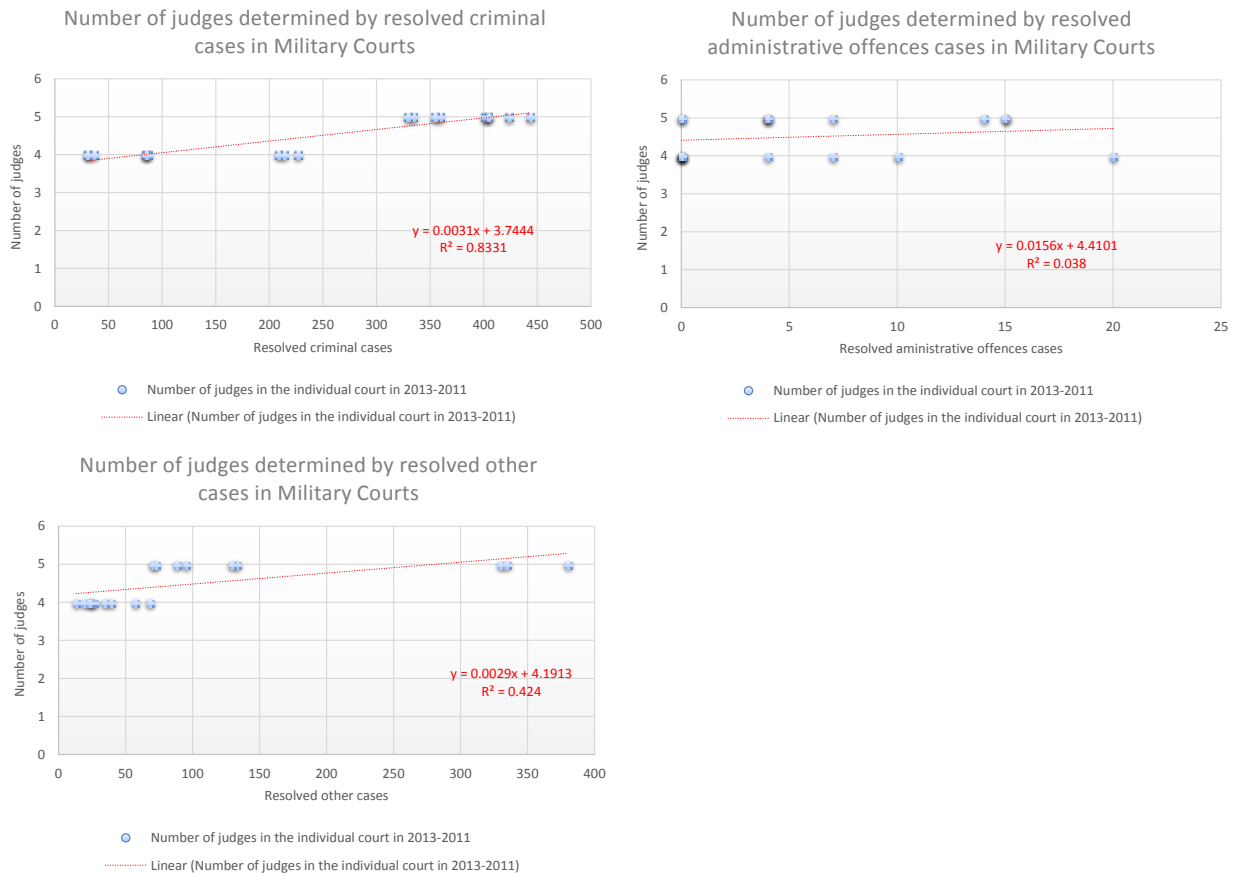 Number of judges determined by resolved criminal
cases in Military Courts
6
5
4
3
2
1
0
Number of judges
y = 0.0031x + 3.7444
R² = 0.8331
0 50 100 150 200 250 300 350 400 450 500
Resolved criminal cases
Number of judges in the individual court in 2013-2011
Linear (Number of judges in the individual court in 2013-2011)
Number of judges determined by resolved
administrative offences cases in Military Courts
6
5
4
3
2
1
0
Number of judges
y = 0.0156x + 4.4101
R² = 0.038
0 5 10 15 20 25
Resolved aministrative offences cases
Number of judges in the individual court in 2013-2011
Linear (Number of judges in the individual court in 2013-2011)
Number of judges determined by resolved other
cases in Military Courts
6
5
4
3
2
1
0
Number of judges
y = 0.0029x + 4.1913
R² = 0.424
0 50 100 150 200 250 300 350 400
Resolved other cases
Number of judges in the individual court in 2013-2011
Linear (Number of judges in the individual court in 2013-2011)